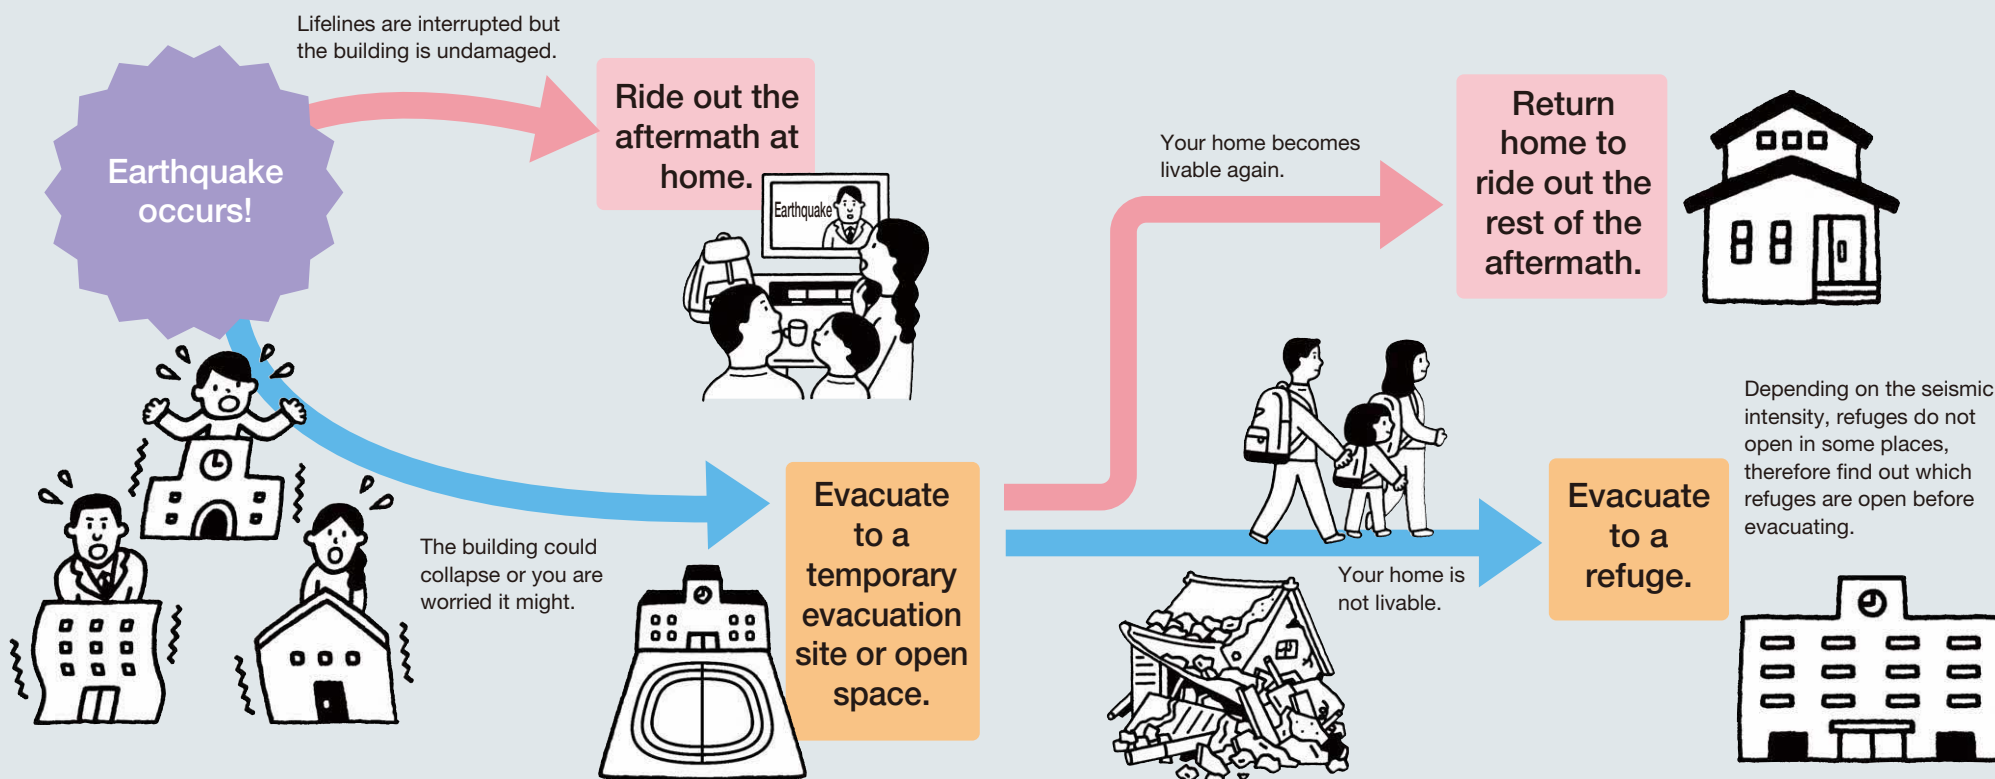 Lifelines are interrupted but
the building is undamaged.
Earthquake
occurs!
Ride out the
aftermath at
home.
Earthquake
The building could
collapse or you are
worried it might.
Evacuate
to a
temporary
evacuation
site or open
space.
Your home becomes
livable again.
Return
home to
ride out the
rest of the
aftermath.
Your home is
not livable.
Evacuate
to a
refuge.
Depending on the seismic
intensity, refuges do not
open in some places,
therefore find out which
refuges are open before
evacuating.